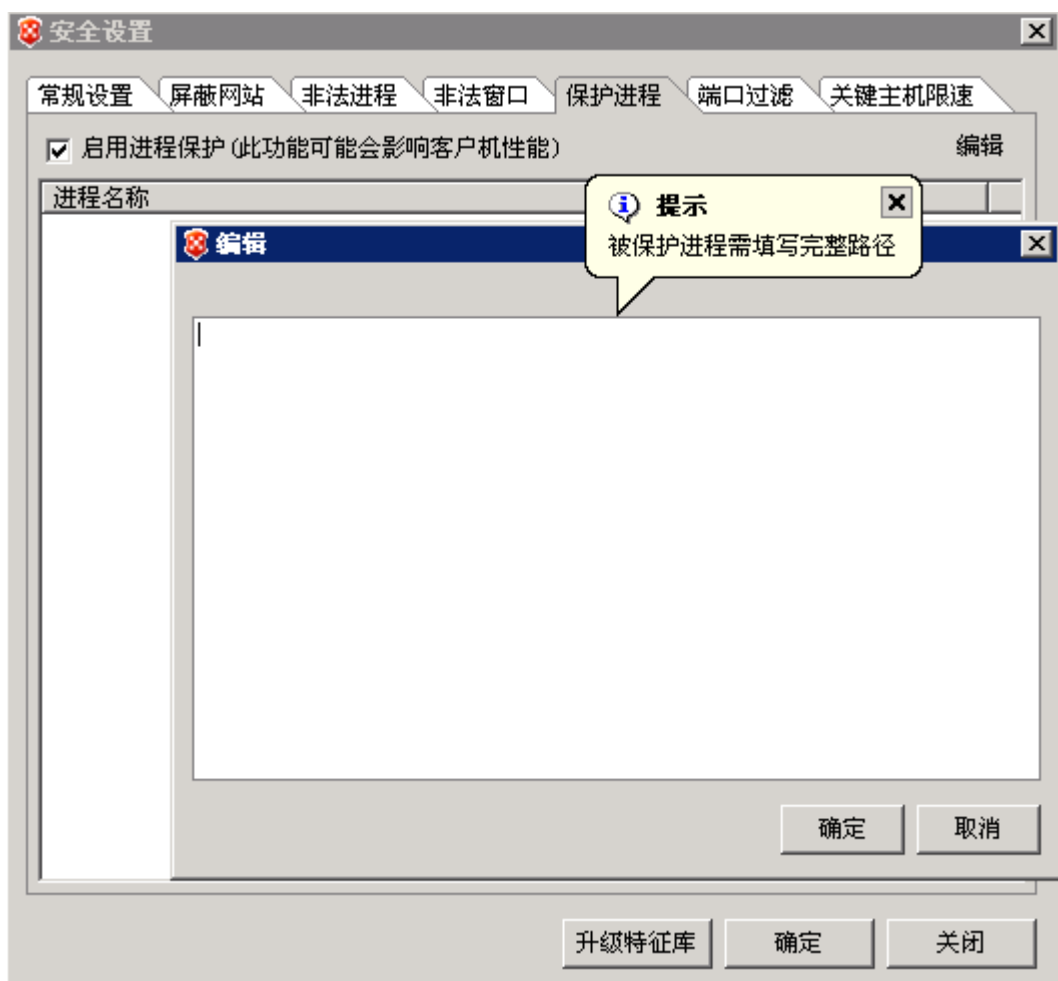 安全设置
常规设置 屏蔽网站 非法进程 非法窗口 保护进程 端口过滤 关键主机限速
启用进程保护(此功能可能会影响客户机性能) 编辑
进程名称
提示
被保护进程需填写完整路径
编辑
确定 取消
升级特征库 确定 关闭